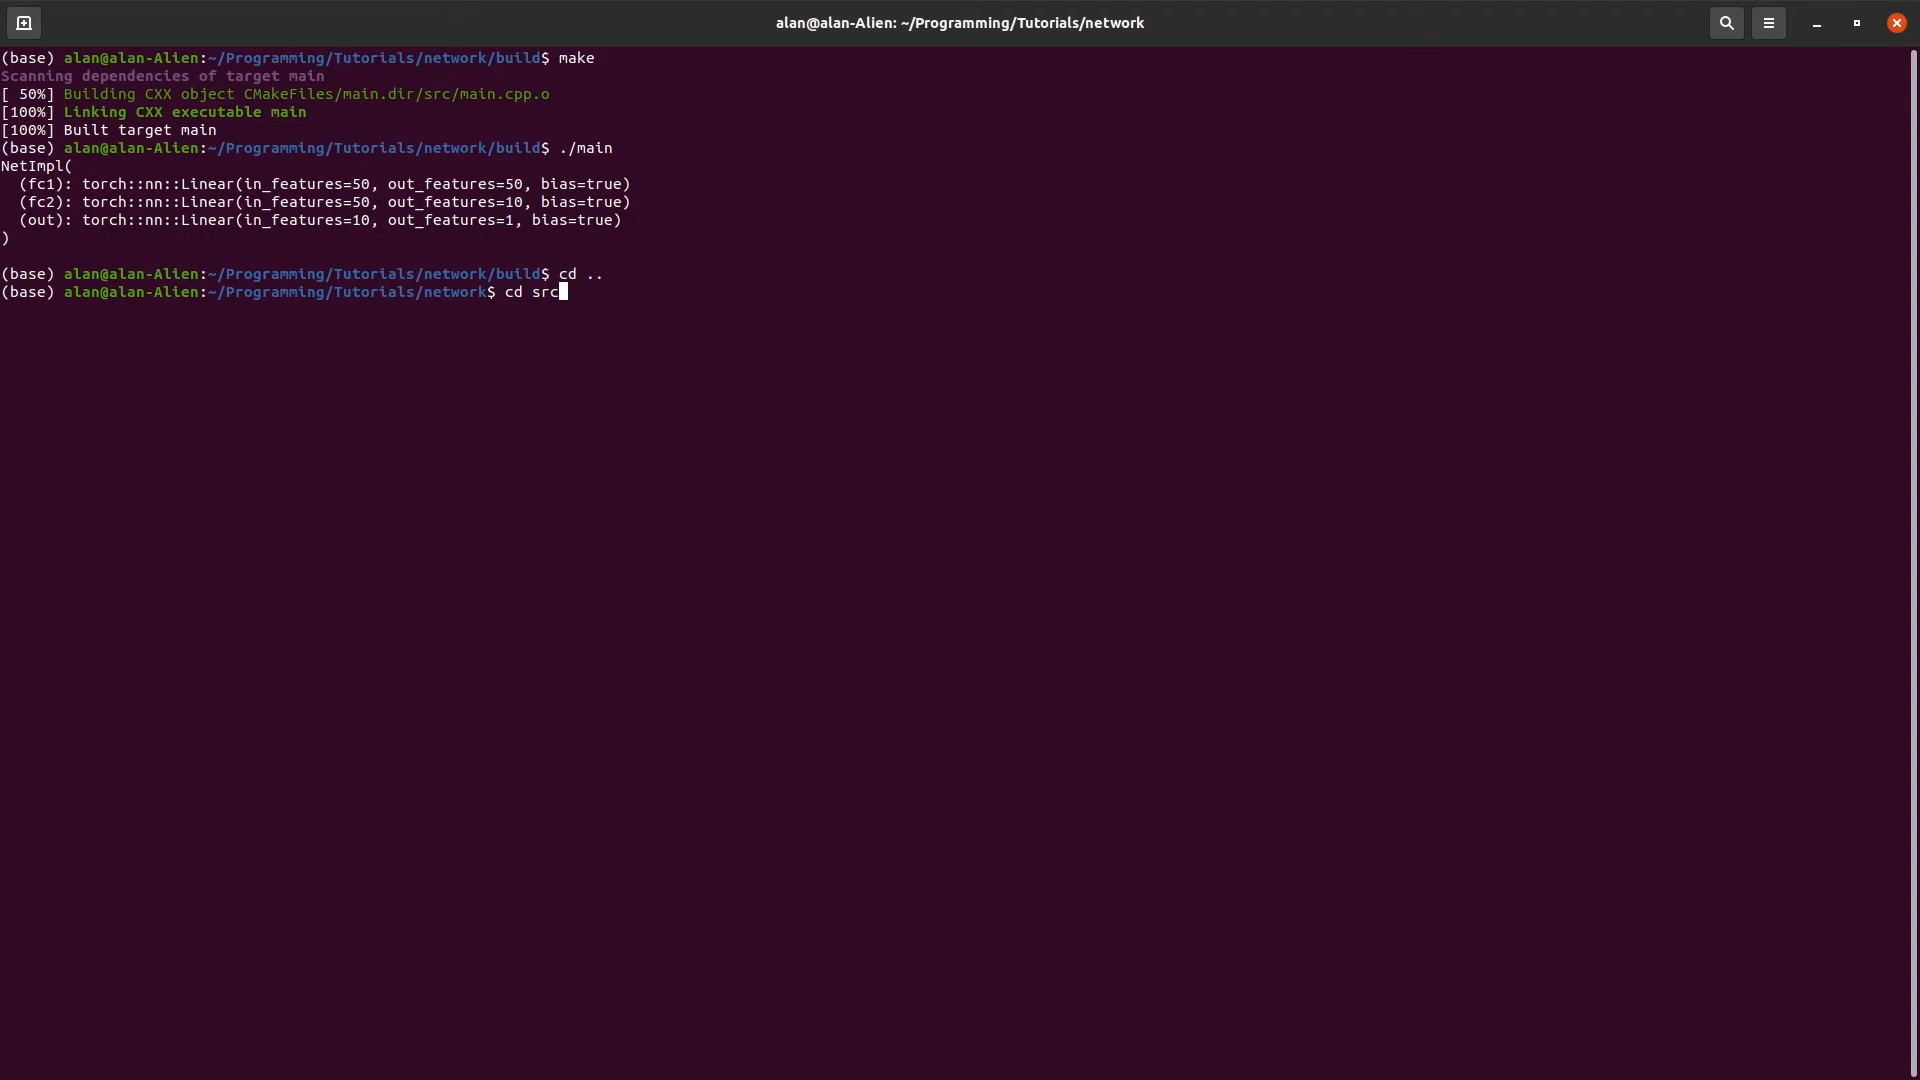 alan@alan-Alien: ~/Programming/Tutorials/network
(base) alan@alan-Alien:~/Programming/Tutorials/network/build$ make
Scanning dependencies of target main
[ 50%] Building CXX object CMakeFiles/main.dir/src/main.cpp.o
[100%] Linking CXX executable main
[100%] Built target main
(base) alan@alan-Alien:~/Programming/Tutorials/network/build$ ./main
NetImpl(
  (fc1): torch::nn::Linear(in_features=50, out_features=50, bias=true)
  (fc2): torch::nn::Linear(in_features=50, out_features=10, bias=true)
  (out): torch::nn::Linear(in_features=10, out_features=1, bias=true)
)
(base) alan@alan-Alien:~/Programming/Tutorials/network/build$ cd ..
(base) alan@alan-Alien:~/Programming/Tutorials/network$ cd src